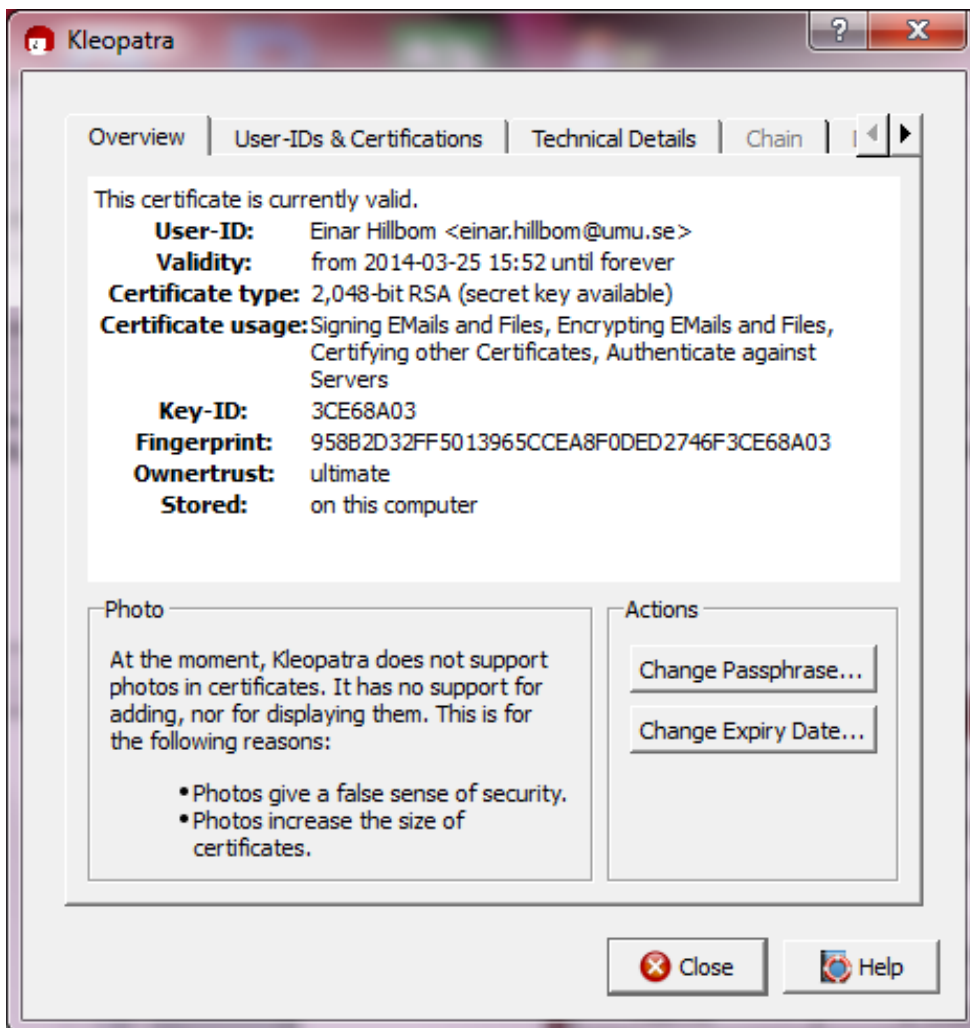 Kleopatra
Overview User-IDs & Certifications Technical Details Chain
This certificate is currently valid.
User-ID: Einar Hillbom <einar.hillbom@umu.se>
Validity: from 2014-03-25 15:52 until forever
Certificate type: 2,048-bit RSA (secret key available)
Certificate usage: Signing EMails and Files, Encrypting EMails and Files,
Certifying other Certificates, Authenticate against
Servers
Key-ID: 3CE68A03
Fingerprint: 958B2D32FF5013965CCEA8F0DED2746F3CE68A03
Ownertrust: ultimate
Stored: on this computer
Photo
At the moment, Kleopatra does not support
photos in certificates. It has no support for
adding, nor for displaying them. This is for
the following reasons:
• Photos give a false sense of security.
• Photos increase the size of
certificates.
Actions
Change Passphrase...
Change Expiry Date...
Close Help